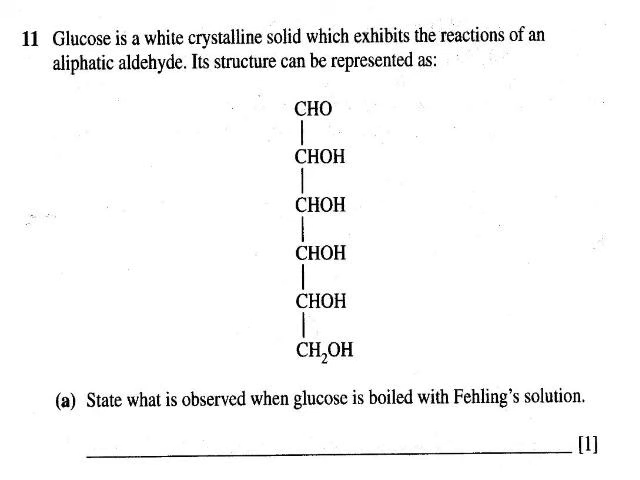 11 Glucose is a white crystalline solid which exhibits the reactions of an
aliphatic aldehyde. Its structure can be represented as:
CHO
CHOH
CHOH
CHOH
CHOH
CH₂OH
(a) State what is observed when glucose is boiled with Fehling's solution.
[1]